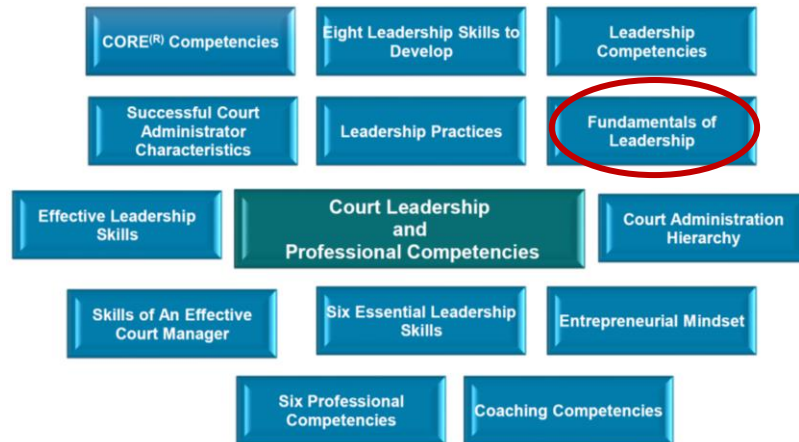 CORE(R) Competencies
Eight Leadership Skills to
Develop
Leadership
Competencies
Successful Court
Administrator
Characteristics
Leadership Practices
Fundamentals of
Leadership
Effective Leadership
Skills
Court Leadership
and
Professional Competencies
Court Administration
Hierarchy
Skills of An Effective
Court Manager
Six Essential Leadership
Skills
Entrepreneurial Mindset
Six Professional
Competencies
Coaching Competencies